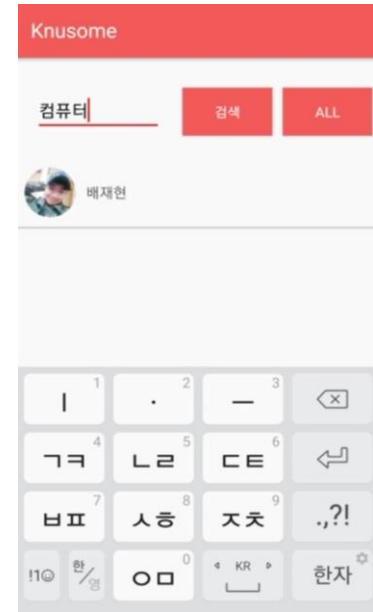 Knusome
컴퓨터 검색 ALL
배재현
ㅣ 1 · 2 ㅡ 3
ㄱㅋ 4 ㄴㄹ 5 ㄷㅌ 6
ㅂㅍ 7 ㅅㅎ 8 ㅈㅊ 9 .,?!
!1☺ 한/영 ㅇㅁ 0 KR 한자